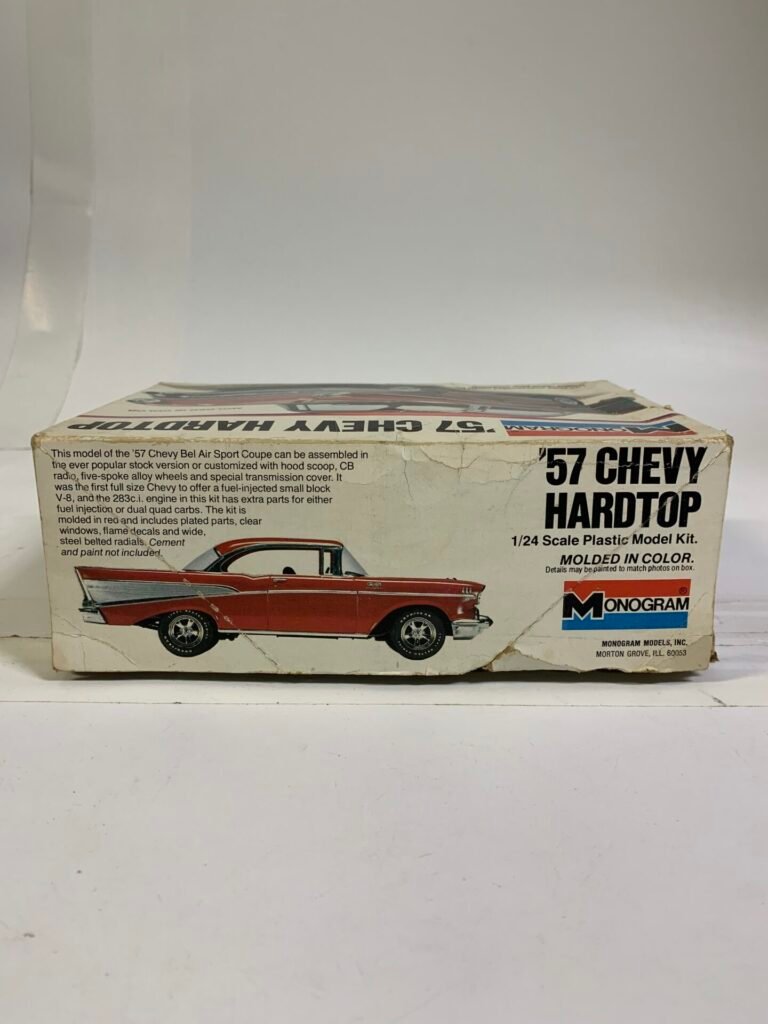 '57 CHEVY HARDTOP
MONOGRAM
This model of the '57 Chevy Bel Air Sport Coupe can be assembled in
the ever popular stock version or customized with hood scoop, CB
radio, five-spoke alloy wheels and special transmission cover. It
was the first full size Chevy to offer a fuel-injected small block
V-8, and the 283c.i. engine in this kit has extra parts for either
fuel injection or dual quad carbs. The kit is
molded in red and includes plated parts, clear
windows, flame decals and wide,
steel belted radials. Cement
and paint not included.
'57 CHEVY
HARDTOP
1/24 Scale Plastic Model Kit.
MOLDED IN COLOR.
Details may be painted to match photos on box.
MONOGRAM®
MONOGRAM MODELS, INC.
MORTON GROVE, ILL. 60053